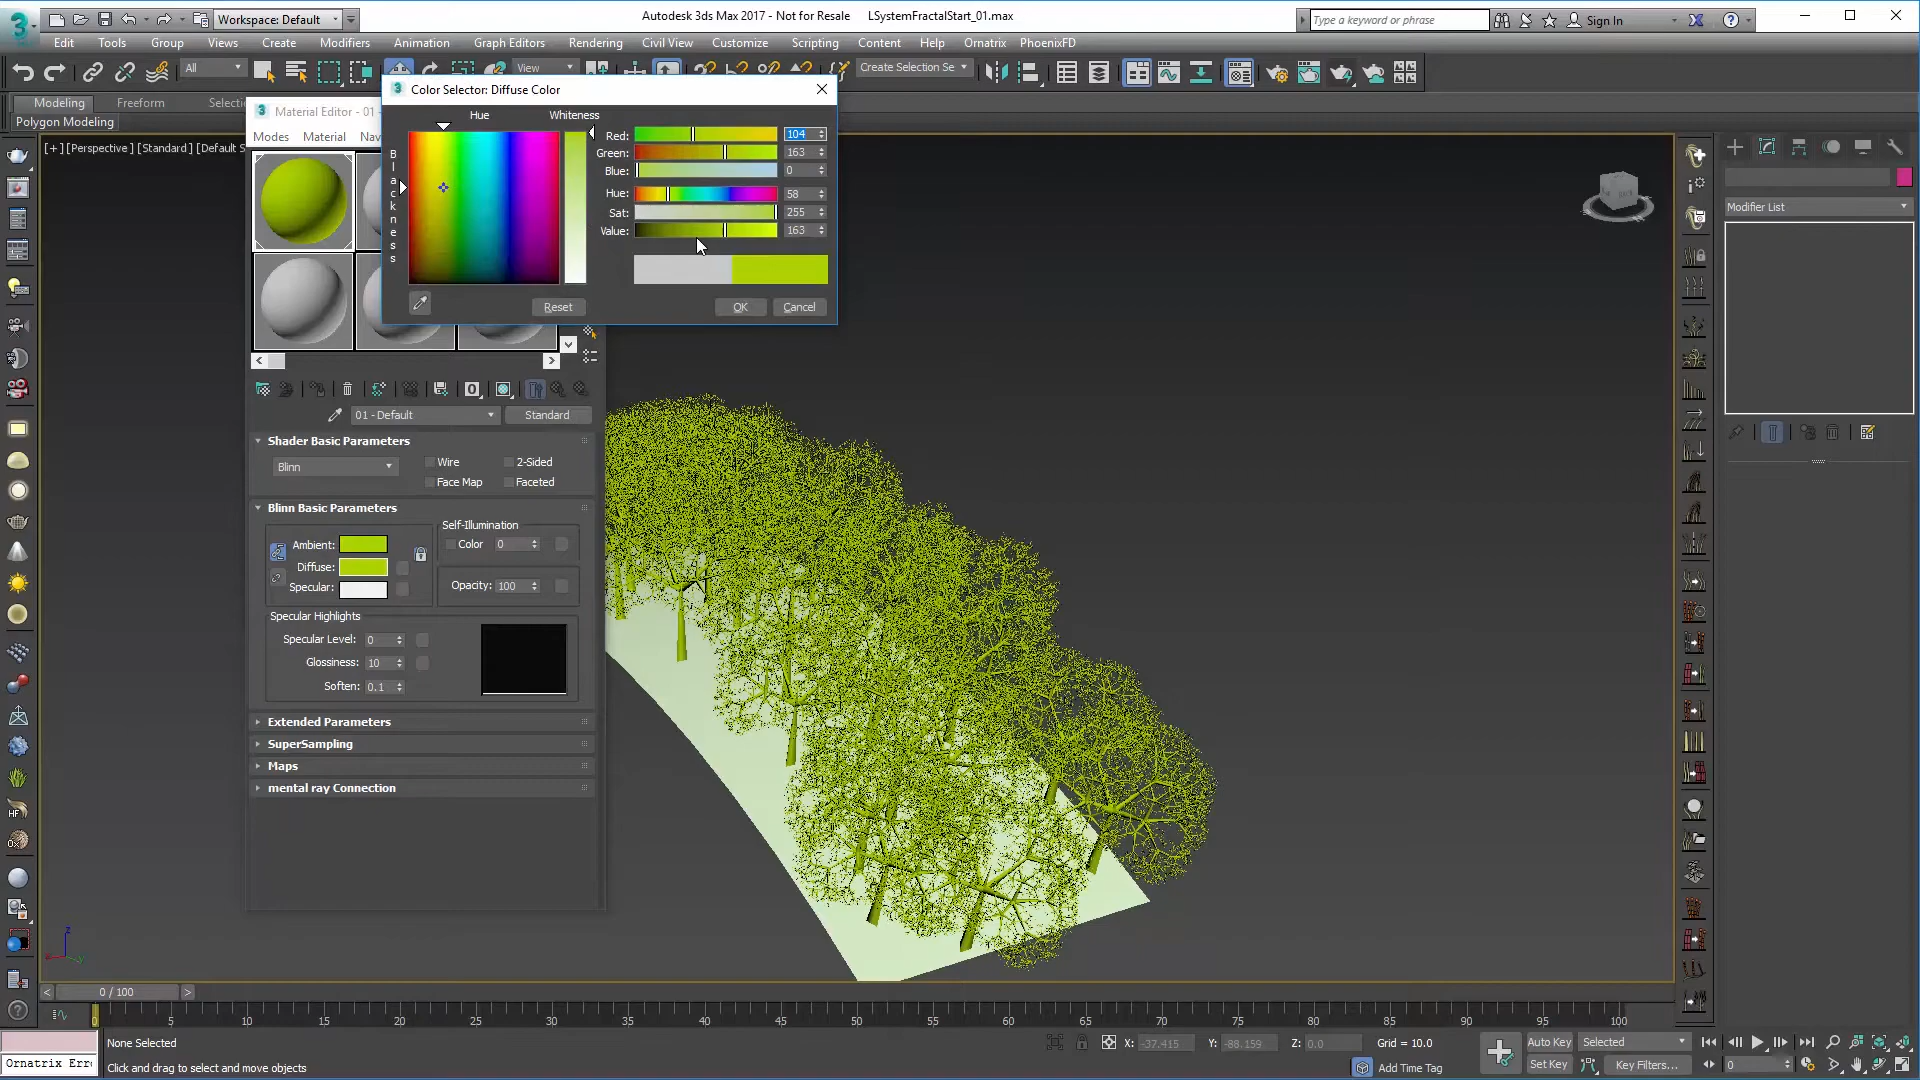 Workspace: Default
Autodesk 3ds Max 2017 - Not for Resale LSystemFractalStart_01.max
Type a keyword or phrase
Sign In
Edit Tools Group Views Create Modifiers Animation Graph Editors Rendering Civil View Customize Scripting Content Help Ornatrix PhoenixFD
All
View
Create Selection Se
Modeling Freeform Selecti
Polygon Modeling
[+] [Perspective] [Standard] [Default S
Material Editor - 01 -
Modes Material Nav
Color Selector: Diffuse Color
Hue Whiteness
Blackness
Red: 104
Green: 163
Blue: 0
Hue: 58
Sat: 255
Value: 163
Reset OK Cancel
Modifier List
01 - Default Standard
Shader Basic Parameters
Blinn Wire 2-Sided
Face Map Faceted
Blinn Basic Parameters
Self-Illumination
Ambient: Color 0
Diffuse:
Specular: Opacity: 100
Specular Highlights
Specular Level: 0
Glossiness: 10
Soften: 0.1
Extended Parameters
SuperSampling
Maps
mental ray Connection
HF
0 / 100
0 5 10 15 20 25 30 35 40 45 50 55 60 65 70 75 80 85 90 95 100
None Selected
X: -37.415 Y: -88.159 Z: 0.0 Grid = 10.0
Auto Key Selected
Ornatrix Err
Click and drag to select and move objects
Add Time Tag
Set Key Key Filters...
0